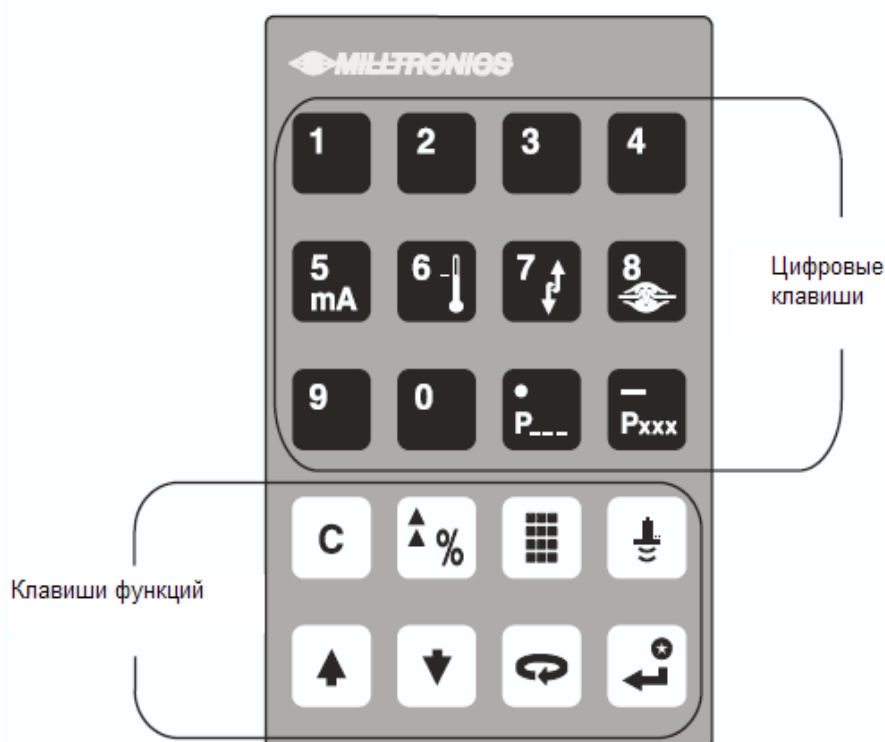 MILLTRONICS
1 2 3 4
5 6 7 8
mA
Цифровые
клавиши
9 0 • –
P___ Pxxx
C %
Клавиши функций